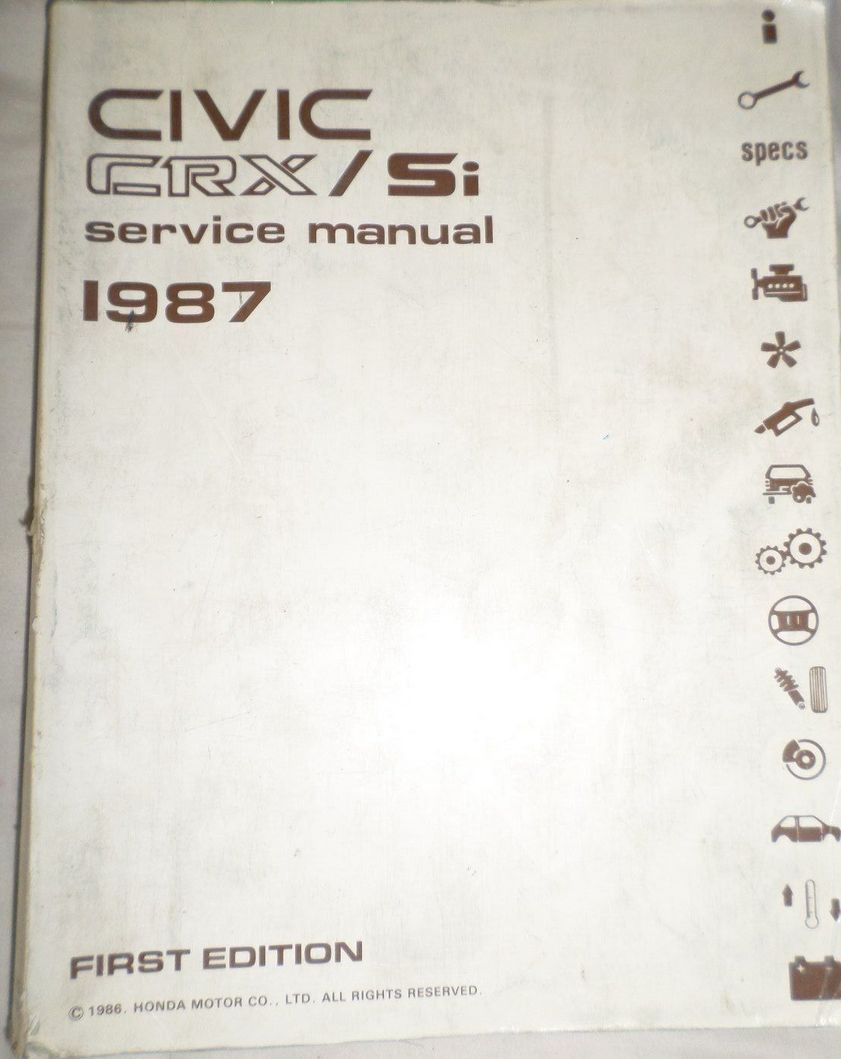 CIVIC
CRX/Si
service manual
1987
specs
FIRST EDITION
© 1986. HONDA MOTOR CO., LTD. ALL RIGHTS RESERVED.